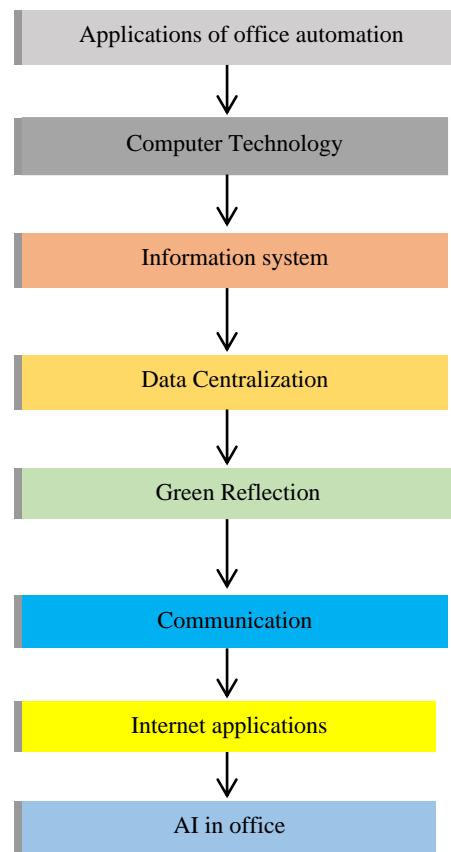 Applications of office automation
Computer Technology
Information system
Data Centralization
Green Reflection
Communication
Internet applications
AI in office